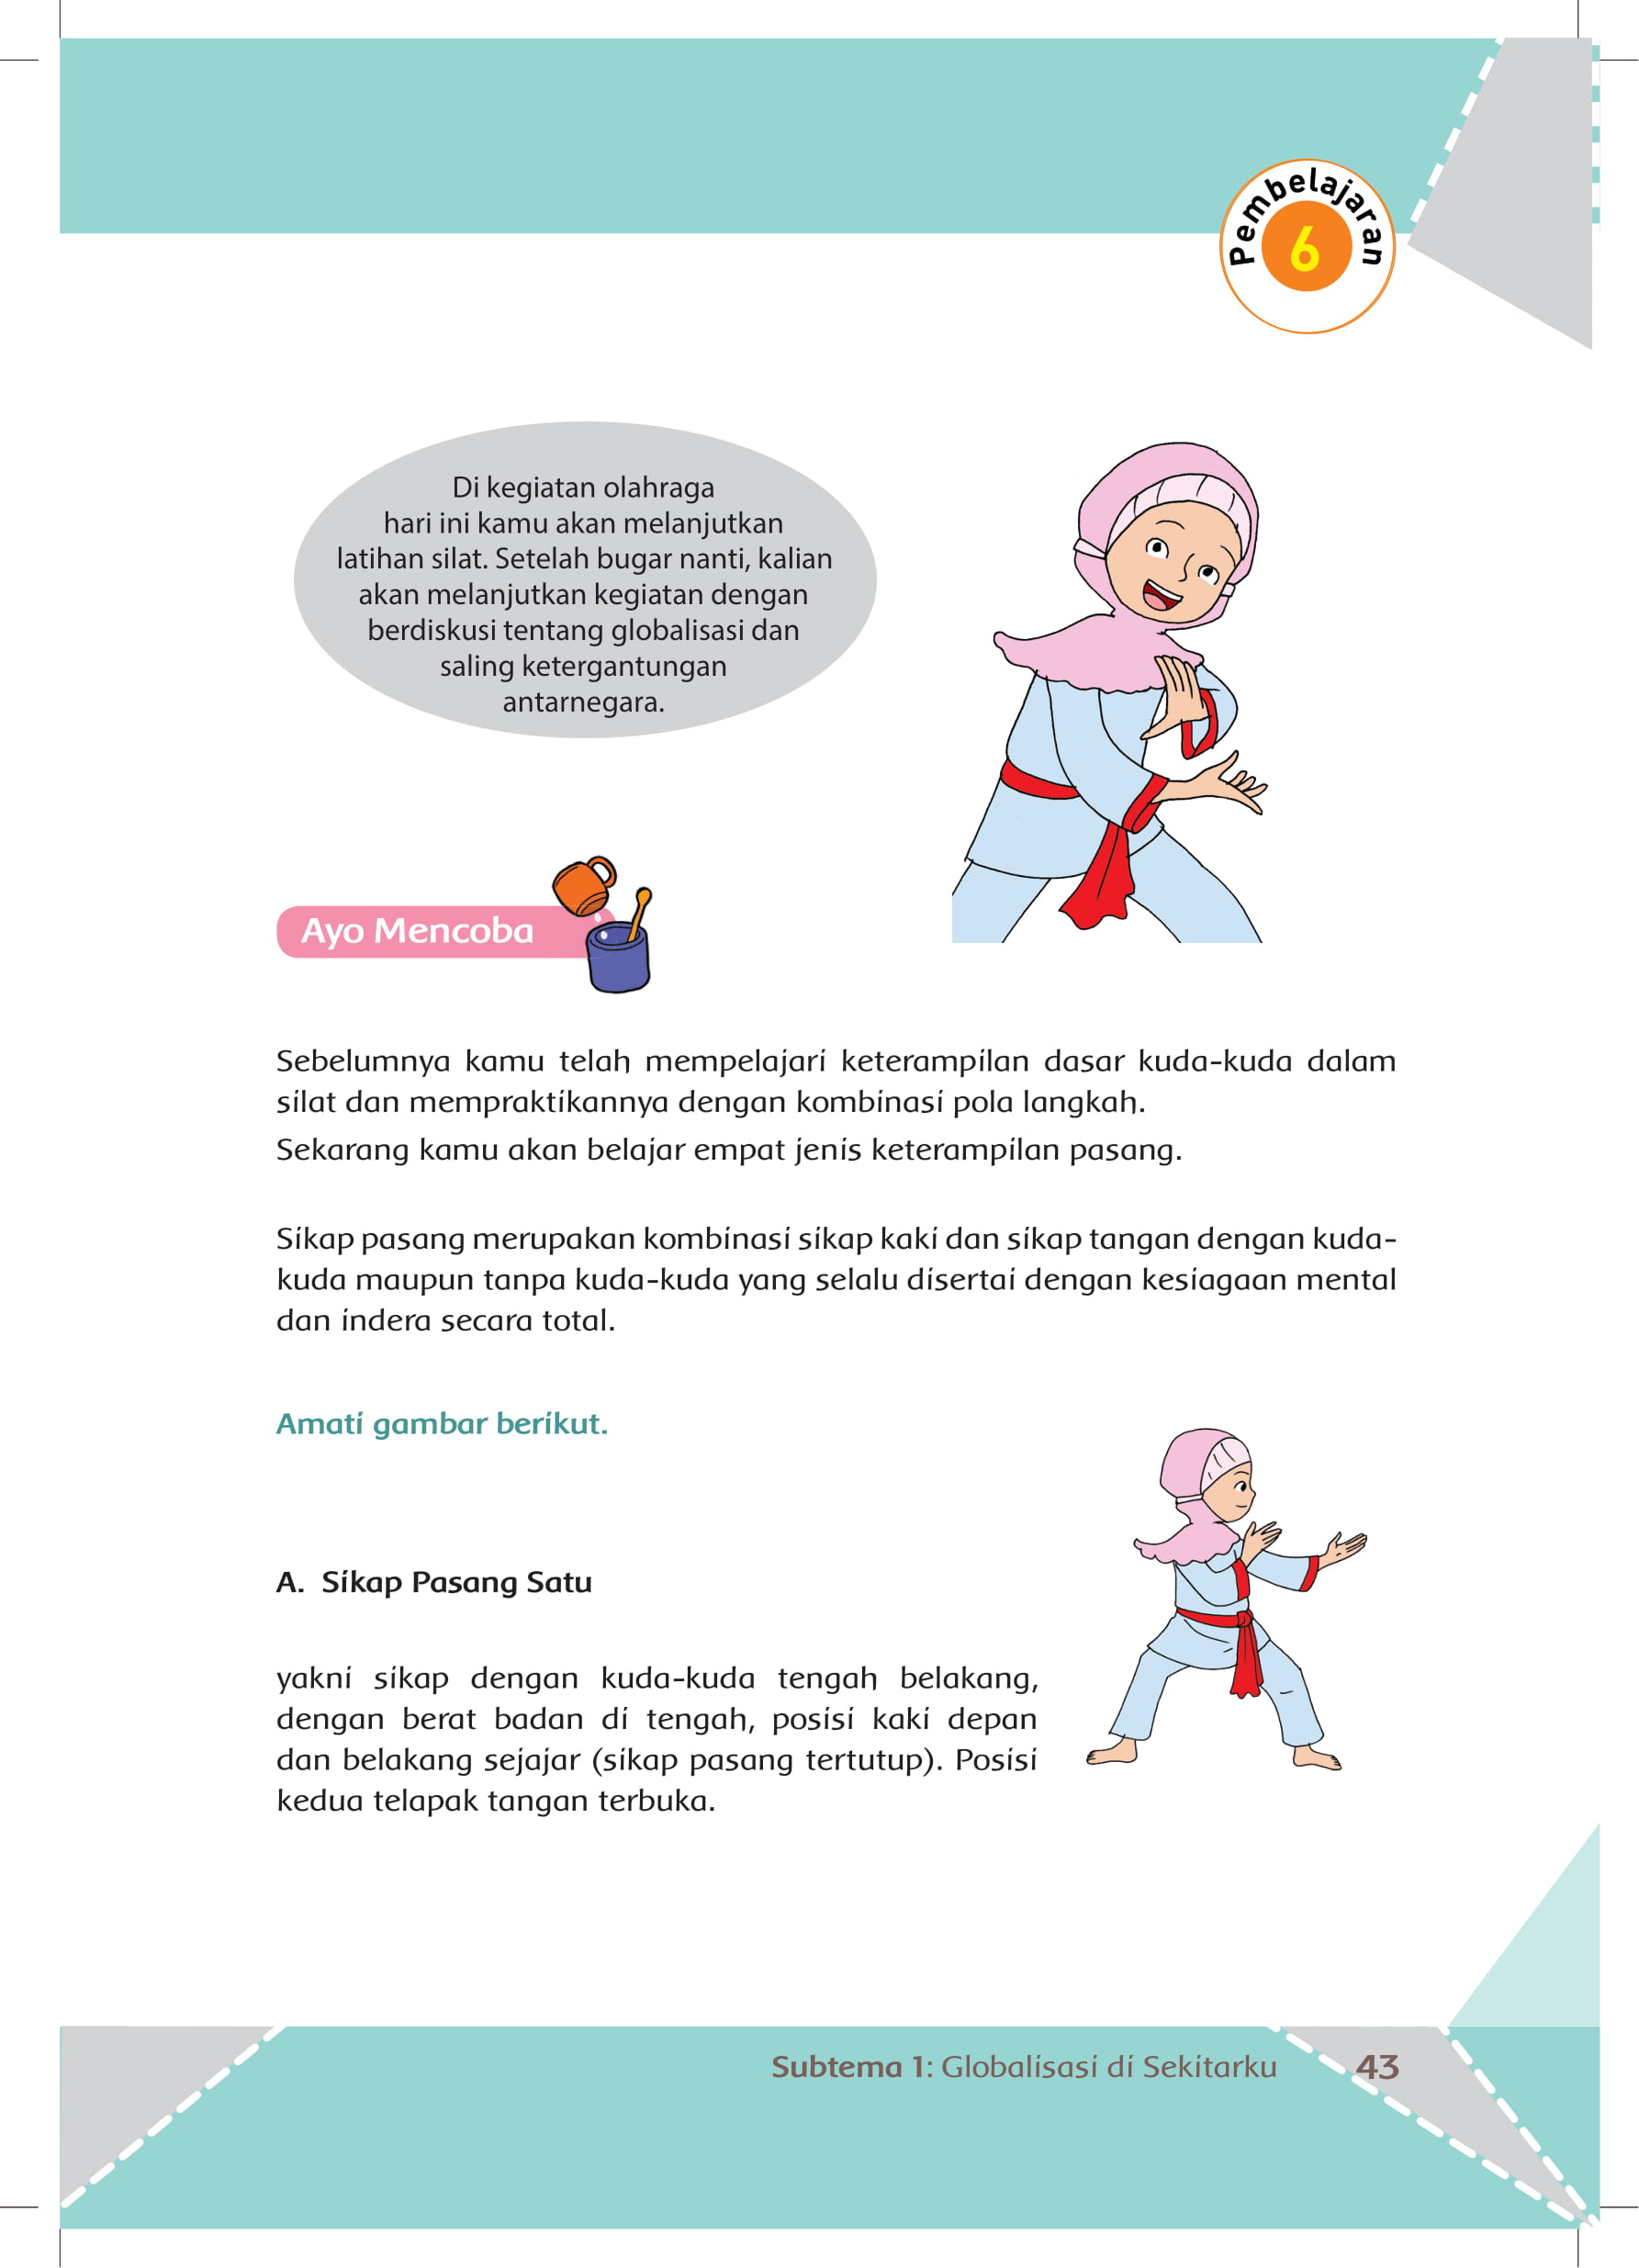 Pembelajaran
6
Di kegiatan olahraga
hari ini kamu akan melanjutkan
latihan silat. Setelah bugar nanti, kalian
akan melanjutkan kegiatan dengan
berdiskusi tentang globalisasi dan
saling ketergantungan
antarnegara.
Ayo Mencoba
Sebelumnya kamu telah mempelajari keterampilan dasar kuda-kuda dalam
silat dan mempraktikannya dengan kombinasi pola langkah.
Sekarang kamu akan belajar empat jenis keterampilan pasang.
Sikap pasang merupakan kombinasi sikap kaki dan sikap tangan dengan kuda-
kuda maupun tanpa kuda-kuda yang selalu disertai dengan kesiagaan mental
dan indera secara total.
Amati gambar berikut.
A. Sikap Pasang Satu
yakni sikap dengan kuda-kuda tengah belakang,
dengan berat badan di tengah, posisi kaki depan
dan belakang sejajar (sikap pasang tertutup). Posisi
kedua telapak tangan terbuka.
Subtema 1: Globalisasi di Sekitarku 43